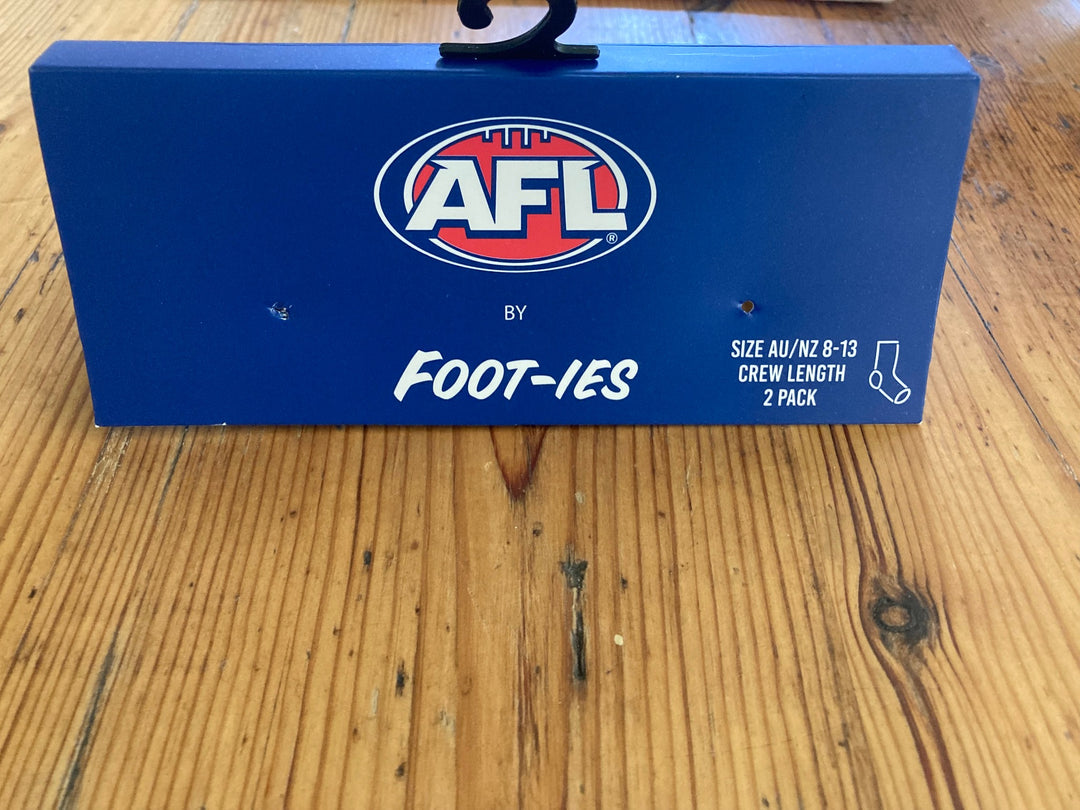 AFL
®
BY
FOOT-IES
SIZE AU/NZ 8-13
CREW LENGTH
2 PACK